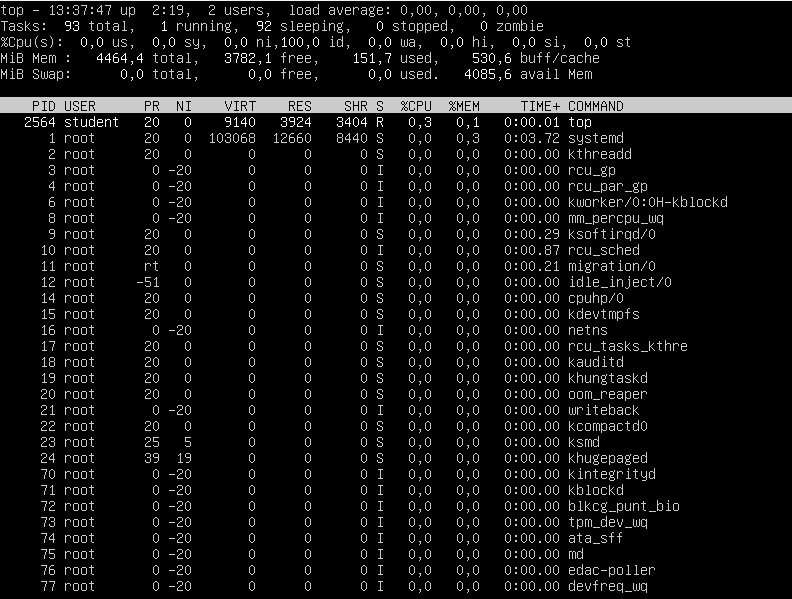 top - 13:37:47 up  2:19,  2 users,  load average: 0,00, 0,00, 0,00
Tasks:  93 total,   1 running,  92 sleeping,   0 stopped,   0 zombie
%Cpu(s):  0,0 us,  0,0 sy,  0,0 ni,100,0 id,  0,0 wa,  0,0 hi,  0,0 si,  0,0 st
MiB Mem :   4464,4 total,   3782,1 free,    151,7 used,    530,6 buff/cache
MiB Swap:      0,0 total,      0,0 free,      0,0 used.   4085,6 avail Mem
PID USER      PR  NI    VIRT    RES    SHR S  %CPU  %MEM     TIME+ COMMAND
2564 student   20   0    9140   3924   3404 R   0,3   0,1   0:00.01 top
1 root      20   0  103068  12660   8440 S   0,0   0,3   0:03.72 systemd
2 root      20   0       0      0      0 S   0,0   0,0   0:00.00 kthreadd
3 root       0 -20       0      0      0 I   0,0   0,0   0:00.00 rcu_gp
4 root       0 -20       0      0      0 I   0,0   0,0   0:00.00 rcu_par_gp
6 root       0 -20       0      0      0 I   0,0   0,0   0:00.00 kworker/0:0H-kblockd
8 root       0 -20       0      0      0 I   0,0   0,0   0:00.00 mm_percpu_wq
9 root      20   0       0      0      0 S   0,0   0,0   0:00.29 ksoftirqd/0
10 root      20   0       0      0      0 I   0,0   0,0   0:00.87 rcu_sched
11 root      rt   0       0      0      0 S   0,0   0,0   0:00.21 migration/0
12 root     -51   0       0      0      0 S   0,0   0,0   0:00.00 idle_inject/0
14 root      20   0       0      0      0 S   0,0   0,0   0:00.00 cpuhp/0
15 root      20   0       0      0      0 S   0,0   0,0   0:00.00 kdevtmpfs
16 root       0 -20       0      0      0 I   0,0   0,0   0:00.00 netns
17 root      20   0       0      0      0 S   0,0   0,0   0:00.00 rcu_tasks_kthre
18 root      20   0       0      0      0 S   0,0   0,0   0:00.00 kauditd
19 root      20   0       0      0      0 S   0,0   0,0   0:00.00 khungtaskd
20 root      20   0       0      0      0 S   0,0   0,0   0:00.00 oom_reaper
21 root       0 -20       0      0      0 I   0,0   0,0   0:00.00 writeback
22 root      20   0       0      0      0 S   0,0   0,0   0:00.00 kcompactd0
23 root      25   5       0      0      0 S   0,0   0,0   0:00.00 ksmd
24 root      39  19       0      0      0 S   0,0   0,0   0:00.00 khugepaged
70 root       0 -20       0      0      0 I   0,0   0,0   0:00.00 kintegrityd
71 root       0 -20       0      0      0 I   0,0   0,0   0:00.00 kblockd
72 root       0 -20       0      0      0 I   0,0   0,0   0:00.00 blkcg_punt_bio
73 root       0 -20       0      0      0 I   0,0   0,0   0:00.00 tpm_dev_wq
74 root       0 -20       0      0      0 I   0,0   0,0   0:00.00 ata_sff
75 root       0 -20       0      0      0 I   0,0   0,0   0:00.00 md
76 root       0 -20       0      0      0 I   0,0   0,0   0:00.00 edac-poller
77 root       0 -20       0      0      0 I   0,0   0,0   0:00.00 devfreq_wq